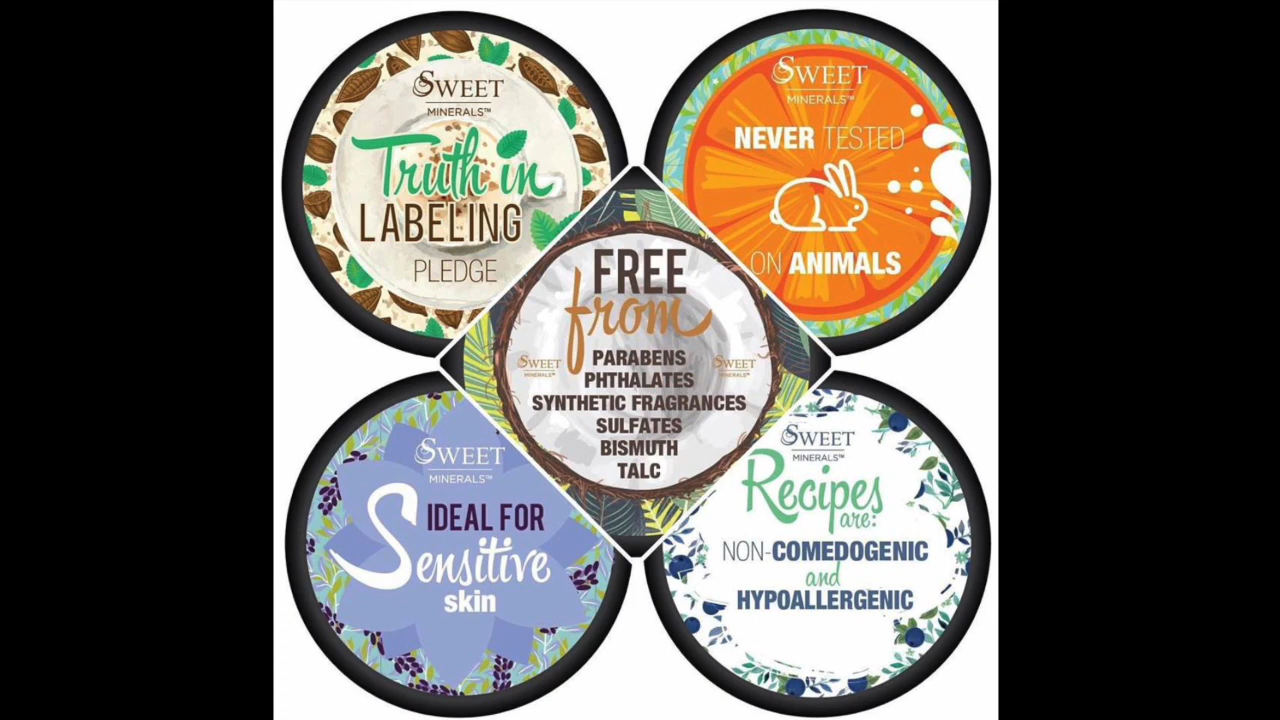 SWEET
MINERALS™
Truth in
LABELING
PLEDGE
SWEET
MINERALS™
NEVER TESTED
ON ANIMALS
FREE
from
SWEET
MINERALS™
SWEET
MINERALS™
PARABENS
PHTHALATES
SYNTHETIC FRAGRANCES
SULFATES
BISMUTH
TALC
SWEET
MINERALS™
IDEAL FOR
Sensitive
skin
SWEET
MINERALS™
Recipes
are:
NON-COMEDOGENIC
and
HYPOALLERGENIC